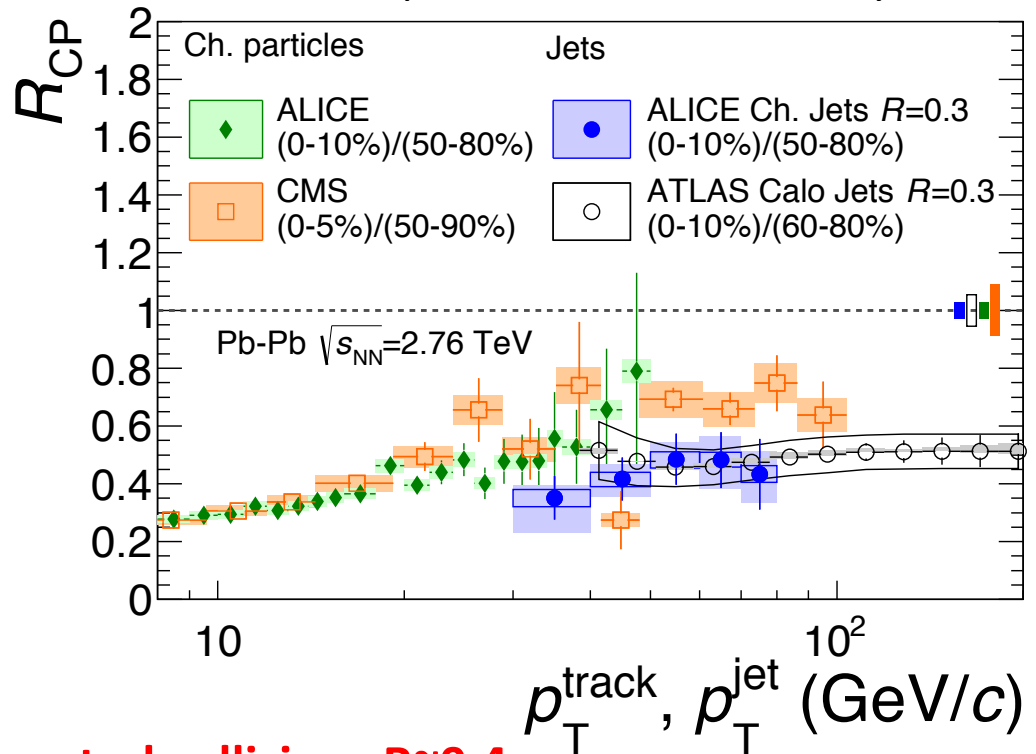 R_CP
2
1.8
1.6
1.4
1.2
1
0.8
0.6
0.4
0.2
0
Ch. particles
ALICE
(0-10%)/(50-80%)
CMS
(0-5%)/(50-90%)
Jets
ALICE Ch. Jets R=0.3
(0-10%)/(50-80%)
ATLAS Calo Jets R=0.3
(0-10%)/(60-80%)
Pb-Pb √s_NN=2.76 TeV
10
10²
p_T^track, p_T^jet (GeV/c)